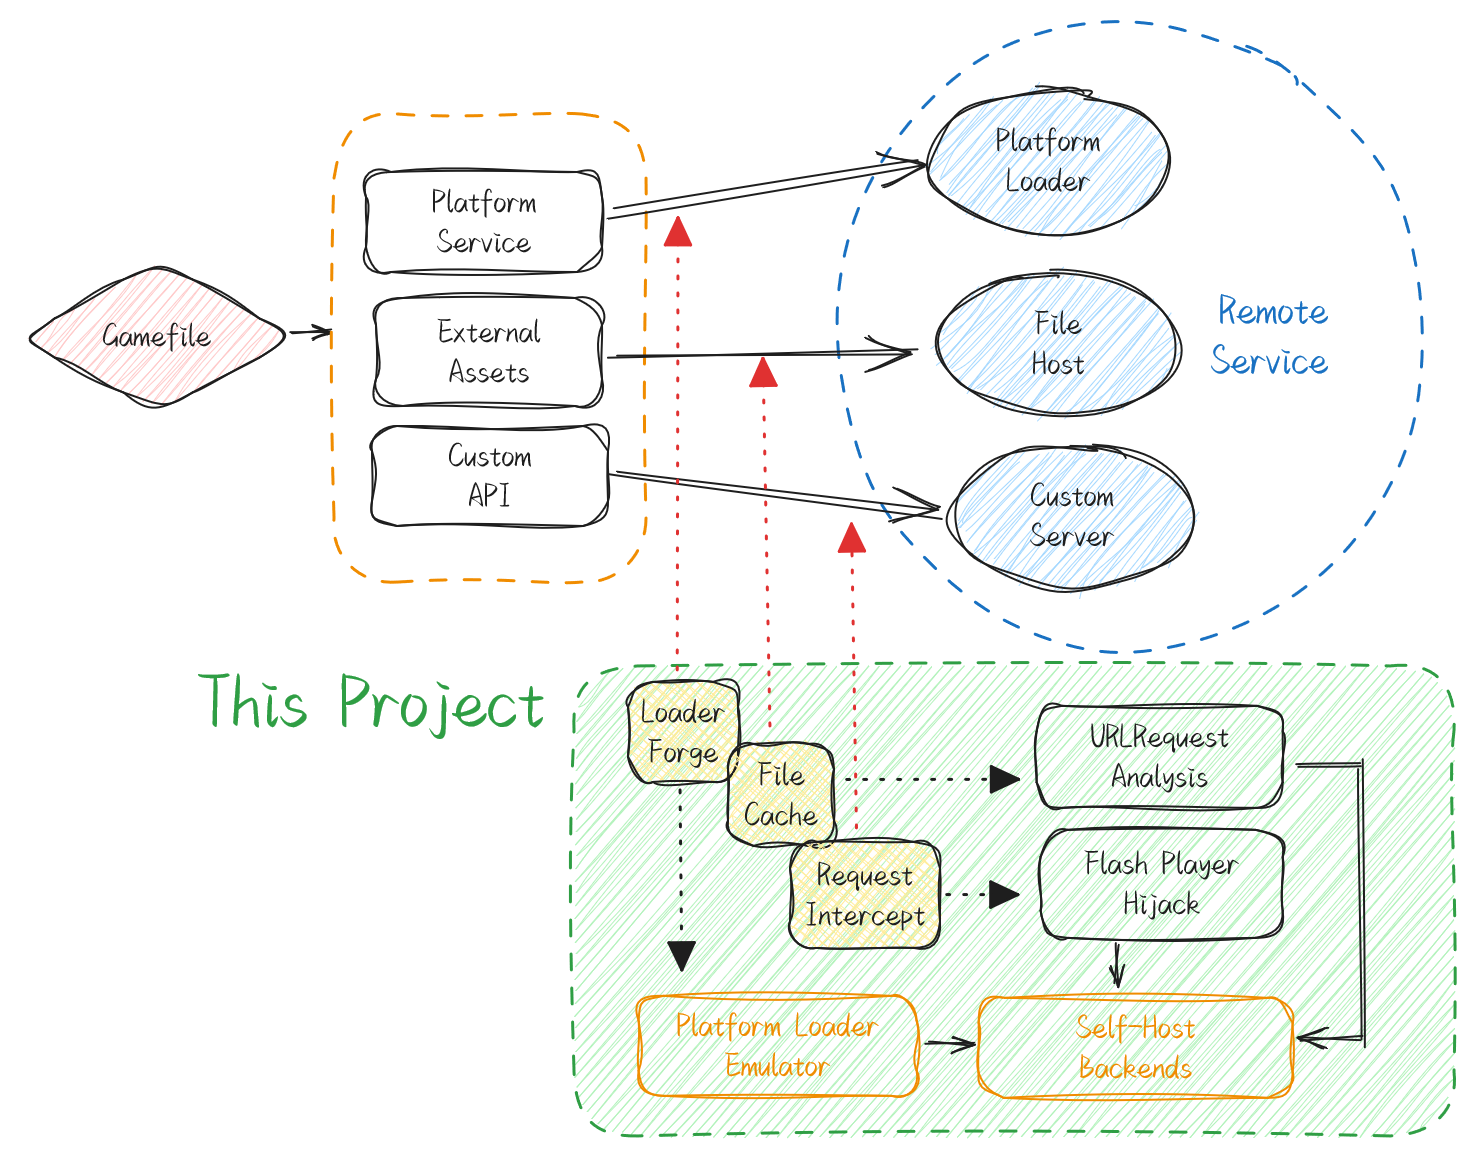 Platform
Loader
Platform
Service
Gamefile
External
Assets
File
Host
Remote
Service
Custom
API
Custom
Server
This Project
Loader
Forge
File
Cache
Request
Intercept
URLRequest
Analysis
Flash Player
Hijack
Platform Loader
Emulator
Self-Host
Backends